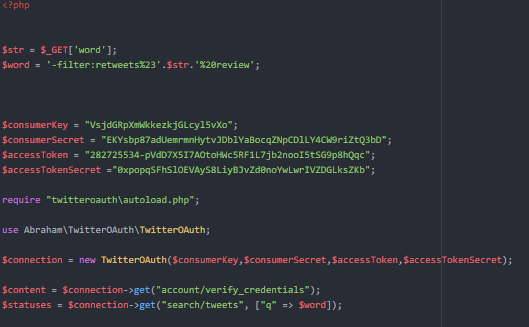 <?php
$str = $_GET['word'];
$word = '-filter:retweets%23'.$str.'%20review';
$consumerKey = "VsjdGRpXmWkkezkjGLcyl5vXo";
$consumerSecret = "EKYsbp87adUemrmnHytvJDblYaBocqZNpCDlLY4CW9riZtQ3bD";
$accessToken = "282725534-pVdD7X5I7AOtoHWc5RF1L7jb2nooI5tSG9p8hQqc";
$accessTokenSecret ="0xpopqSFhSlOEVAyS8LiyBJvZd0noYwLwrIVZDGLksZKb";
require "twitteroauth\autoload.php";
use Abraham\TwitterOAuth\TwitterOAuth;
$connection = new TwitterOAuth($consumerKey,$consumerSecret,$accessToken,$accessTokenSecret);
$content = $connection->get("account/verify_credentials");
$statuses = $connection->get("search/tweets", ["q" => $word]);